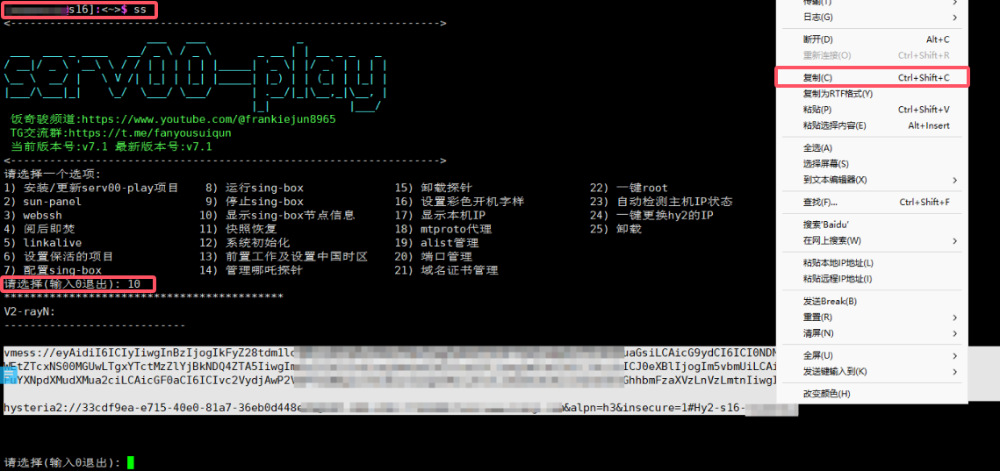 s16]:<~>$ ss
<------------------------------------------------------------------>
serv00-play
饭奇骏频道:https://www.youtube.com/@frankiejun8965
TG交流群:https://t.me/fanyousuiqun
当前版本号:v7.1 最新版本号:v7.1
<------------------------------------------------------------------>
请选择一个选项:
1) 安装/更新serv00-play项目 8) 运行sing-box 15) 卸载探针 22) 一键root
2) sun-panel 9) 停止sing-box 16) 设置彩色开机字样 23) 自动检测主机IP状态
3) webssh 10) 显示sing-box节点信息 17) 显示本机IP 24) 一键更换hy2的IP
4) 阅后即焚 11) 快照恢复 18) mtproto代理 25) 卸载
5) linkalive 12) 系统初始化 19) alist管理
6) 设置保活的项目 13) 前置工作及设置中国时区 20) 端口管理
7) 配置sing-box 14) 管理哪吒探针 21) 域名证书管理
请选择(输入0退出): 10
*******************************************
V2-rayN:
----------------------------
hysteria2://33cdf9ea-e715-40e0-81a7-36eb0d448e
&alpn=h3&insecure=1#Hy2-s16-
请选择(输入0退出):
传输(T)
日志(G)
断开(D) Alt+C
重新连接(O) Ctrl+Shift+R
复制(C) Ctrl+Shift+C
复制为RTF格式(Y)
粘贴(P) Ctrl+Shift+V
粘贴选择内容(E) Alt+Insert
全选(A)
选择屏幕(S)
到文本编辑器(X)
查找(F)... Ctrl+Shift+F
搜索'Baidu'
在网上搜索(W)
粘贴本地IP地址(L)
粘贴远程IP地址(I)
发送Break(B)
重置(R)
清屏(N)
全屏(U)
发送键输入到(K)
改变颜色(H)